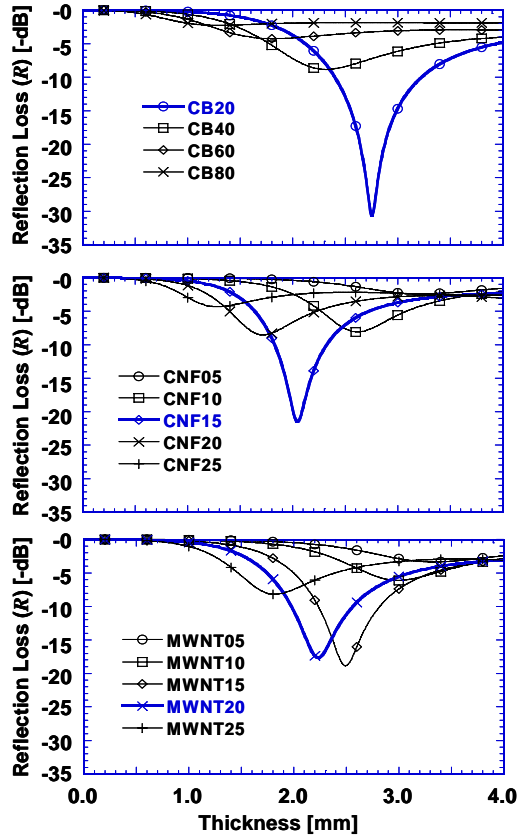 Reflection Loss (R) [-dB]
-0
-5
-10
-15
-20
-25
-30
-35
CB20
CB40
CB60
CB80
Reflection Loss (R) [-dB]
-0
-5
-10
-15
-20
-25
-30
-35
CNF05
CNF10
CNF15
CNF20
CNF25
Reflection Loss (R) [-dB]
-0
-5
-10
-15
-20
-25
-30
-35
MWNT05
MWNT10
MWNT15
MWNT20
MWNT25
0.0 1.0 2.0 3.0 4.0
Thickness [mm]